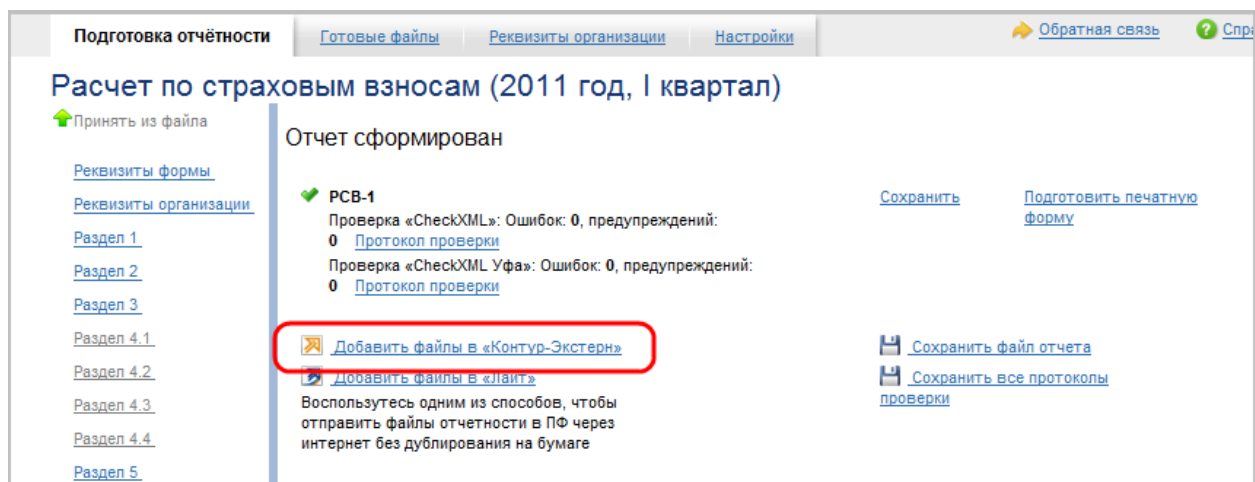 Подготовка отчётности
Готовые файлы
Реквизиты организации
Настройки
Обратная связь
Расчет по страховым взносам (2011 год, I квартал)
Принять из файла
Реквизиты формы
Реквизиты организации
Раздел 1
Раздел 2
Раздел 3
Раздел 4.1
Раздел 4.2
Раздел 4.3
Раздел 4.4
Раздел 5
Отчет сформирован
РСВ-1
Проверка «CheckXML»: Ошибок: 0, предупреждений:
0 Протокол проверки
Проверка «CheckXML Уфа»: Ошибок: 0, предупреждений:
0 Протокол проверки
Сохранить
Подготовить печатную
форму
Добавить файлы в «Контур-Экстерн»
Добавить файлы в «Лайт»
Воспользутесь одним из способов, чтобы
отправить файлы отчетности в ПФ через
интернет без дублирования на бумаге
Сохранить файл отчета
Сохранить все протоколы
проверки